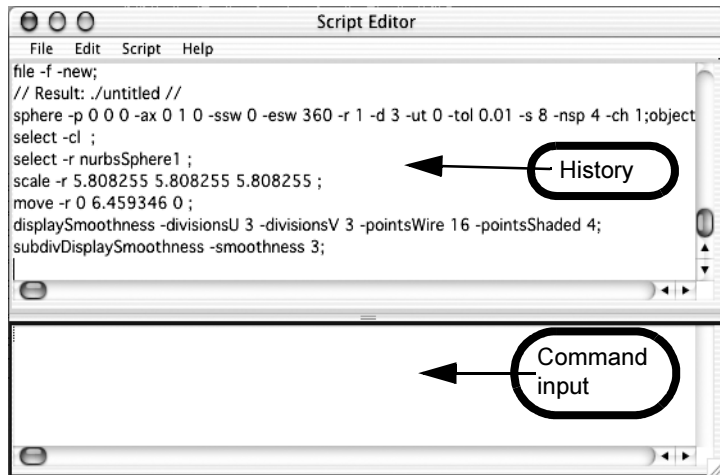 Script Editor
File Edit Script Help
file -f -new;
// Result: ./untitled //
sphere -p 0 0 0 -ax 0 1 0 -ssw 0 -esw 360 -r 1 -d 3 -ut 0 -tol 0.01 -s 8 -nsp 4 -ch 1;object
select -cl ;
select -r nurbsSphere1 ;
scale -r 5.808255 5.808255 5.808255 ;
move -r 0 6.459346 0 ;
displaySmoothness -divisionsU 3 -divisionsV 3 -pointsWire 16 -pointsShaded 4;
subdivDisplaySmoothness -smoothness 3;
History
Command
input